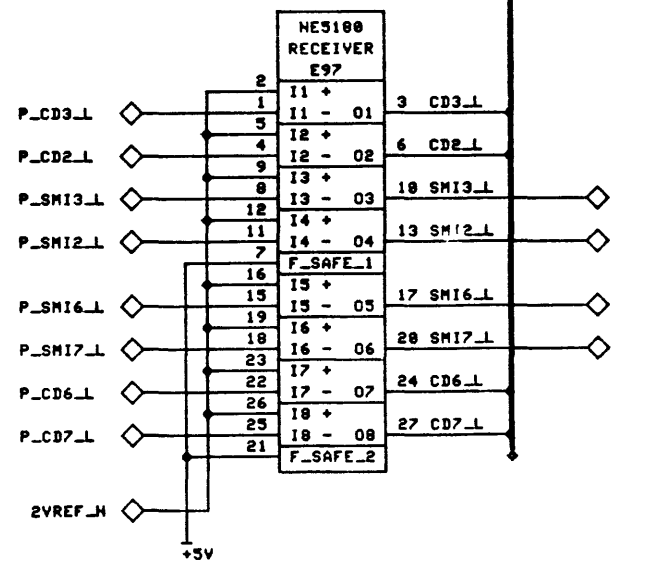 NE5180
RECEIVER
E97
2 I1 +
P_CD3_L 1 I1 - O1 3 CD3_L
5 I2 +
P_CD2_L 4 I2 - O2 6 CD2_L
9 I3 +
P_SMI3_L 8 I3 - O3 10 SMI3_L
12 I4 +
P_SMI2_L 11 I4 - O4 13 SMI2_L
7 F_SAFE_1
16 I5 +
P_SMI6_L 15 I5 - O5 17 SMI6_L
19 I6 +
P_SMI7_L 18 I6 - O6 20 SMI7_L
23 I7 +
P_CD6_L 22 I7 - O7 24 CD6_L
26 I8 +
P_CD7_L 25 I8 - O8 27 CD7_L
21 F_SAFE_2
2VREF_H
+5V